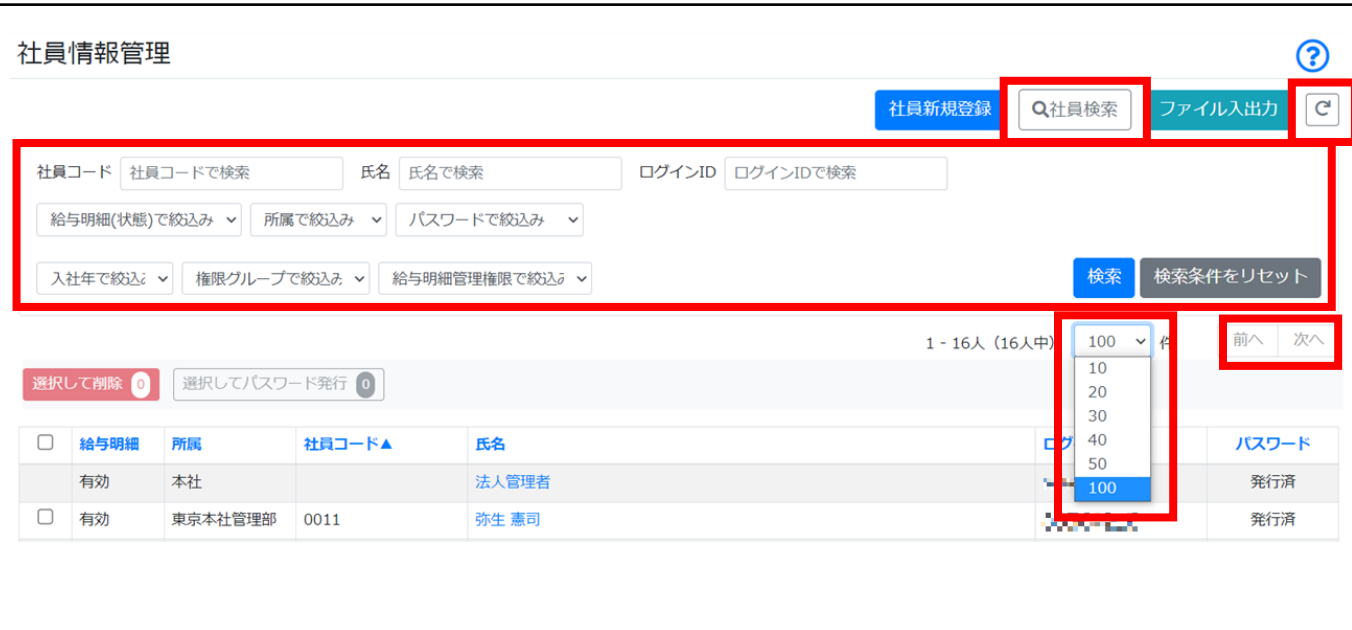 社員情報管理
社員新規登録 社員検索 ファイル入出力
社員コード 社員コードで検索 氏名 氏名で検索 ログインID ログインIDで検索
給与明細(状態)で絞込み 所属で絞込み パスワードで絞込み
入社年で絞込み 権限グループで絞込み 給与明細管理権限で絞込み 検索 検索条件をリセット
1 - 16人（16人中） 100 件 前へ 次へ
10
選択して削除 0 選択してパスワード発行 0
20
30
40
50
100
給与明細 所属 社員コード▲ 氏名 ログ パスワード
有効 本社 法人管理者 発行済
有効 東京本社管理部 0011 弥生 憲司 発行済